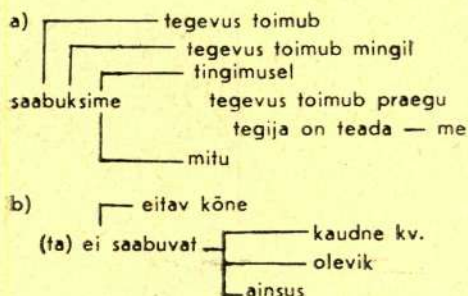 a) tegevus toimub
tegevus toimub mingil
tingimusel
saabuksime tegevus toimub praegu
tegija on teada — me
mitu
b) eitav kõne
(ta) ei saabuvat kaudne kv.
olevik
ainsus